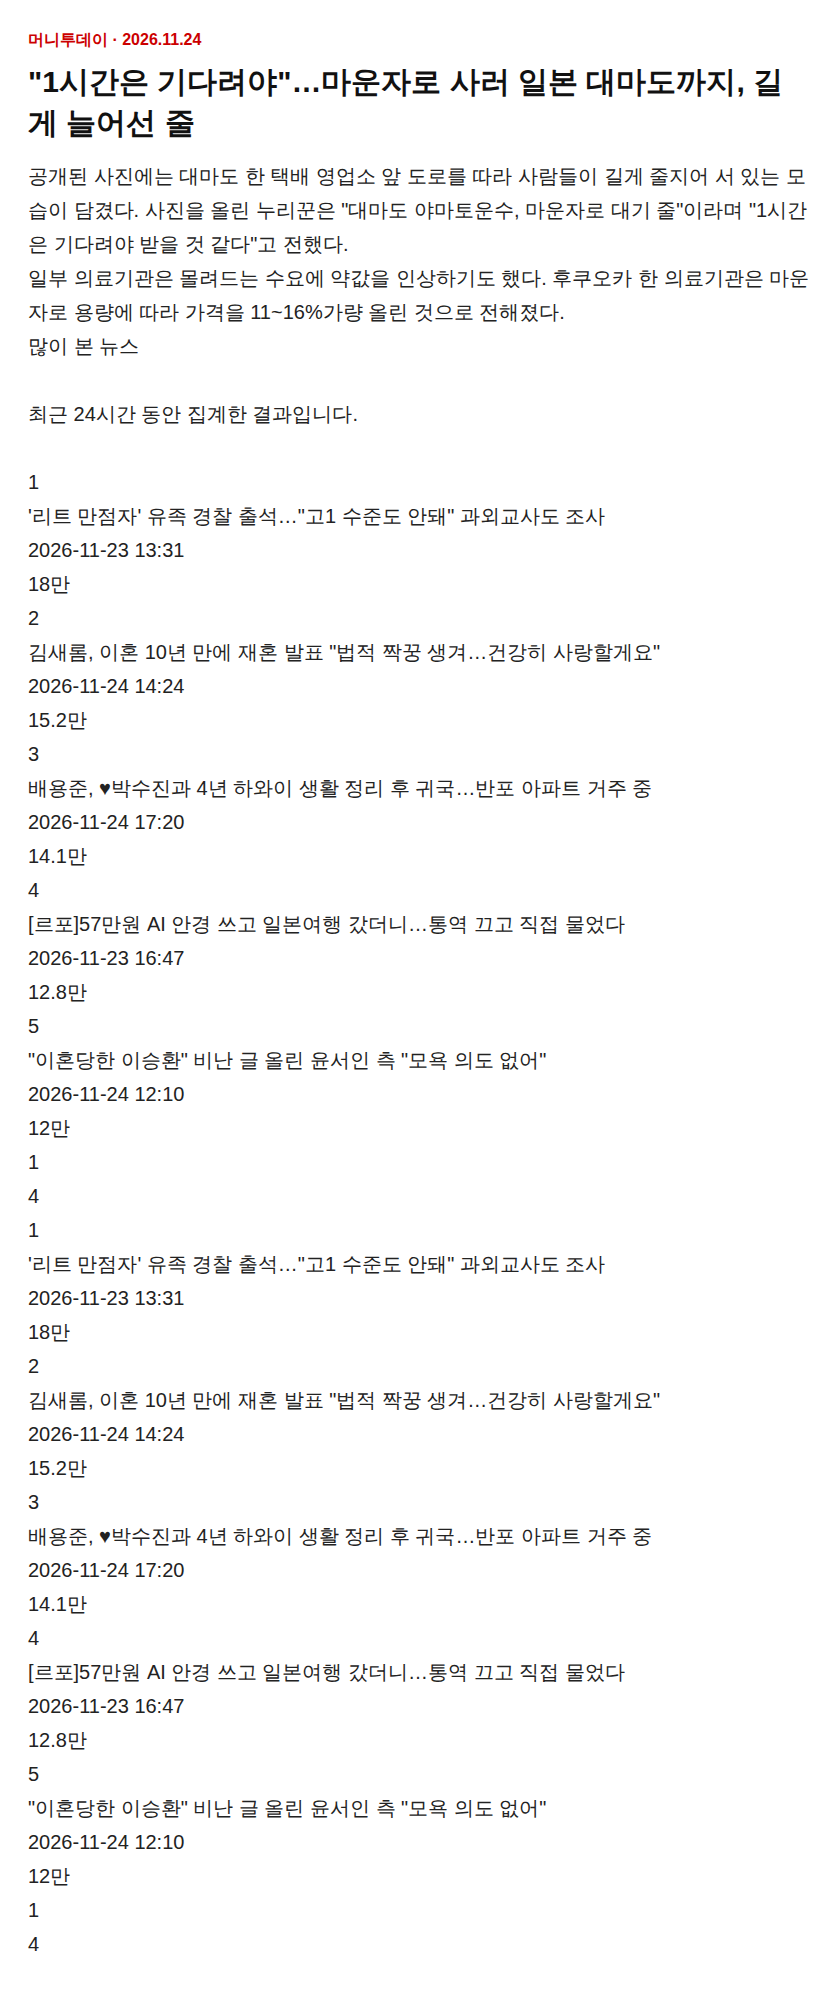 머니투데이 · 2026.11.24
"1시간은 기다려야"…마운자로 사러 일본 대마도까지, 길
게 늘어선 줄
공개된 사진에는 대마도 한 택배 영업소 앞 도로를 따라 사람들이 길게 줄지어 서 있는 모
습이 담겼다. 사진을 올린 누리꾼은 "대마도 야마토운수, 마운자로 대기 줄"이라며 "1시간
은 기다려야 받을 것 같다"고 전했다.
일부 의료기관은 몰려드는 수요에 약값을 인상하기도 했다. 후쿠오카 한 의료기관은 마운
자로 용량에 따라 가격을 11~16%가량 올린 것으로 전해졌다.
많이 본 뉴스
최근 24시간 동안 집계한 결과입니다.
1
'리트 만점자' 유족 경찰 출석…"고1 수준도 안돼" 과외교사도 조사
2026-11-23 13:31
18만
2
김새롬, 이혼 10년 만에 재혼 발표 "법적 짝꿍 생겨…건강히 사랑할게요"
2026-11-24 14:24
15.2만
3
배용준, ♥박수진과 4년 하와이 생활 정리 후 귀국…반포 아파트 거주 중
2026-11-24 17:20
14.1만
4
[르포]57만원 AI 안경 쓰고 일본여행 갔더니…통역 끄고 직접 물었다
2026-11-23 16:47
12.8만
5
"이혼당한 이승환" 비난 글 올린 윤서인 측 "모욕 의도 없어"
2026-11-24 12:10
12만
1
4
1
'리트 만점자' 유족 경찰 출석…"고1 수준도 안돼" 과외교사도 조사
2026-11-23 13:31
18만
2
김새롬, 이혼 10년 만에 재혼 발표 "법적 짝꿍 생겨…건강히 사랑할게요"
2026-11-24 14:24
15.2만
3
배용준, ♥박수진과 4년 하와이 생활 정리 후 귀국…반포 아파트 거주 중
2026-11-24 17:20
14.1만
4
[르포]57만원 AI 안경 쓰고 일본여행 갔더니…통역 끄고 직접 물었다
2026-11-23 16:47
12.8만
5
"이혼당한 이승환" 비난 글 올린 윤서인 측 "모욕 의도 없어"
2026-11-24 12:10
12만
1
4